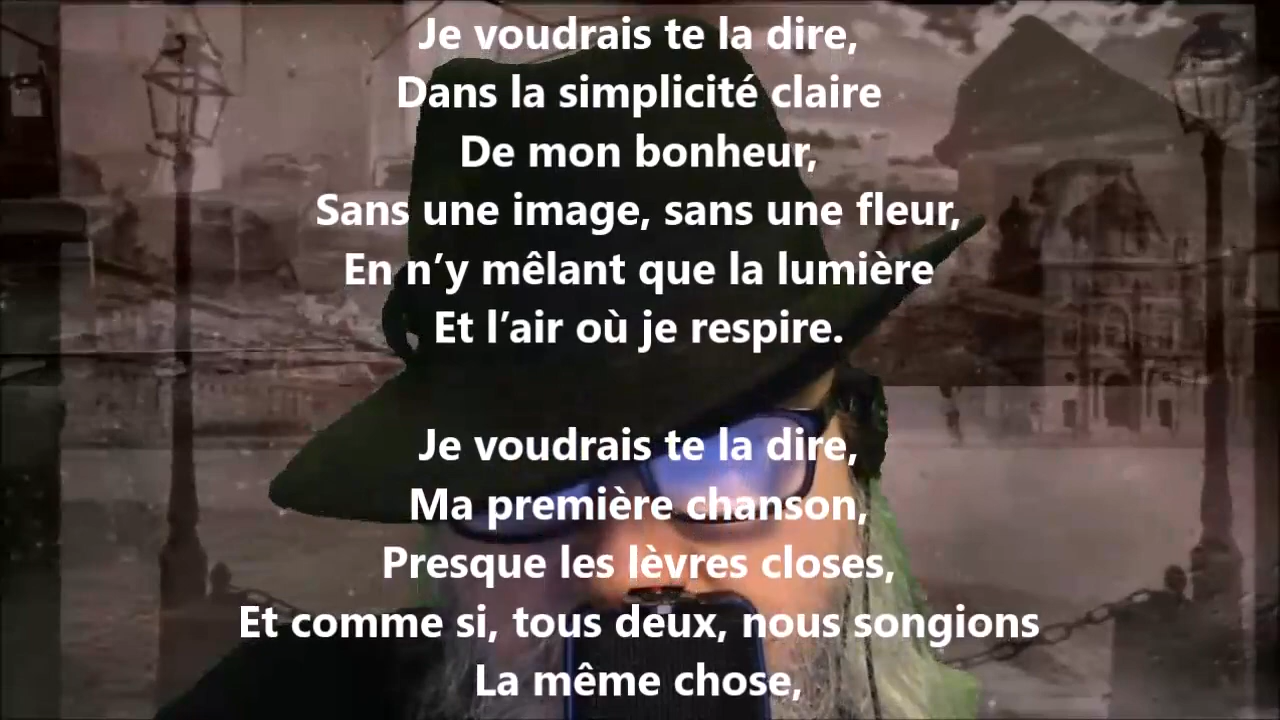 Je voudrais te la dire,
Dans la simplicité claire
De mon bonheur,
Sans une image, sans une fleur,
En n’y mêlant que la lumière
Et l’air où je respire.
Je voudrais te la dire,
Ma première chanson,
Presque les lèvres closes,
Et comme si, tous deux, nous songions
La même chose,